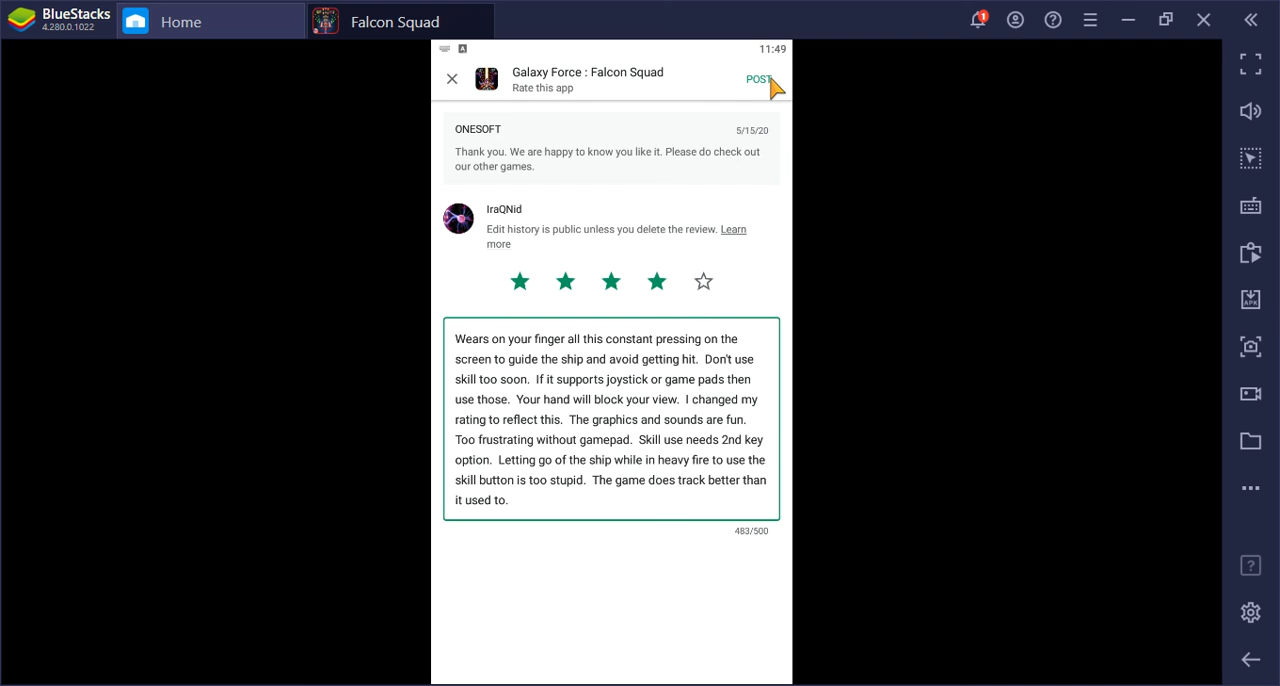 BlueStacks
4.280.0.1022
Home
Falcon Squad
1
A
11:49
Galaxy Force : Falcon Squad
Rate this app
POST
ONESOFT
5/15/20
Thank you. We are happy to know you like it. Please do check out
our other games.
IraQNid
Edit history is public unless you delete the review. Learn
more
Wears on your finger all this constant pressing on the
screen to guide the ship and avoid getting hit.  Don't use
skill too soon.  If it supports joystick or game pads then
use those.  Your hand will block your view.  I changed my
rating to reflect this.  The graphics and sounds are fun.
Too frustrating without gamepad.  Skill use needs 2nd key
option.  Letting go of the ship while in heavy fire to use the
skill button is too stupid.  The game does track better than
it used to.
483/500
APK